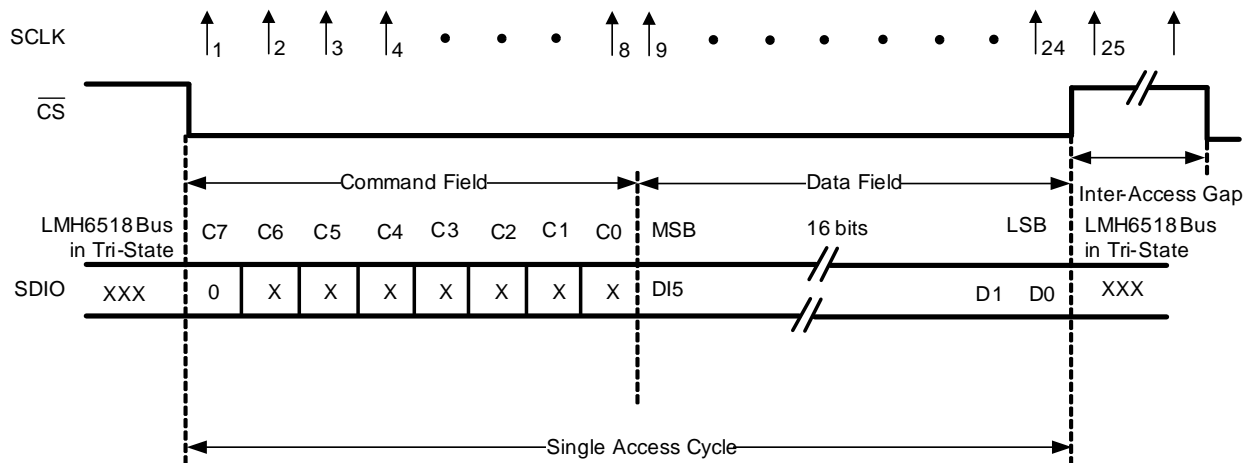 SCLK 1 2 3 4 8 9 24 25
CS
Command Field Data Field
Inter-Access Gap
LMH6518 Bus in Tri-State C7 C6 C5 C4 C3 C2 C1 C0 MSB 16 bits LSB LMH6518 Bus in Tri-State
SDIO XXX 0 X X X X X X X DI5 D1 D0 XXX
Single Access Cycle